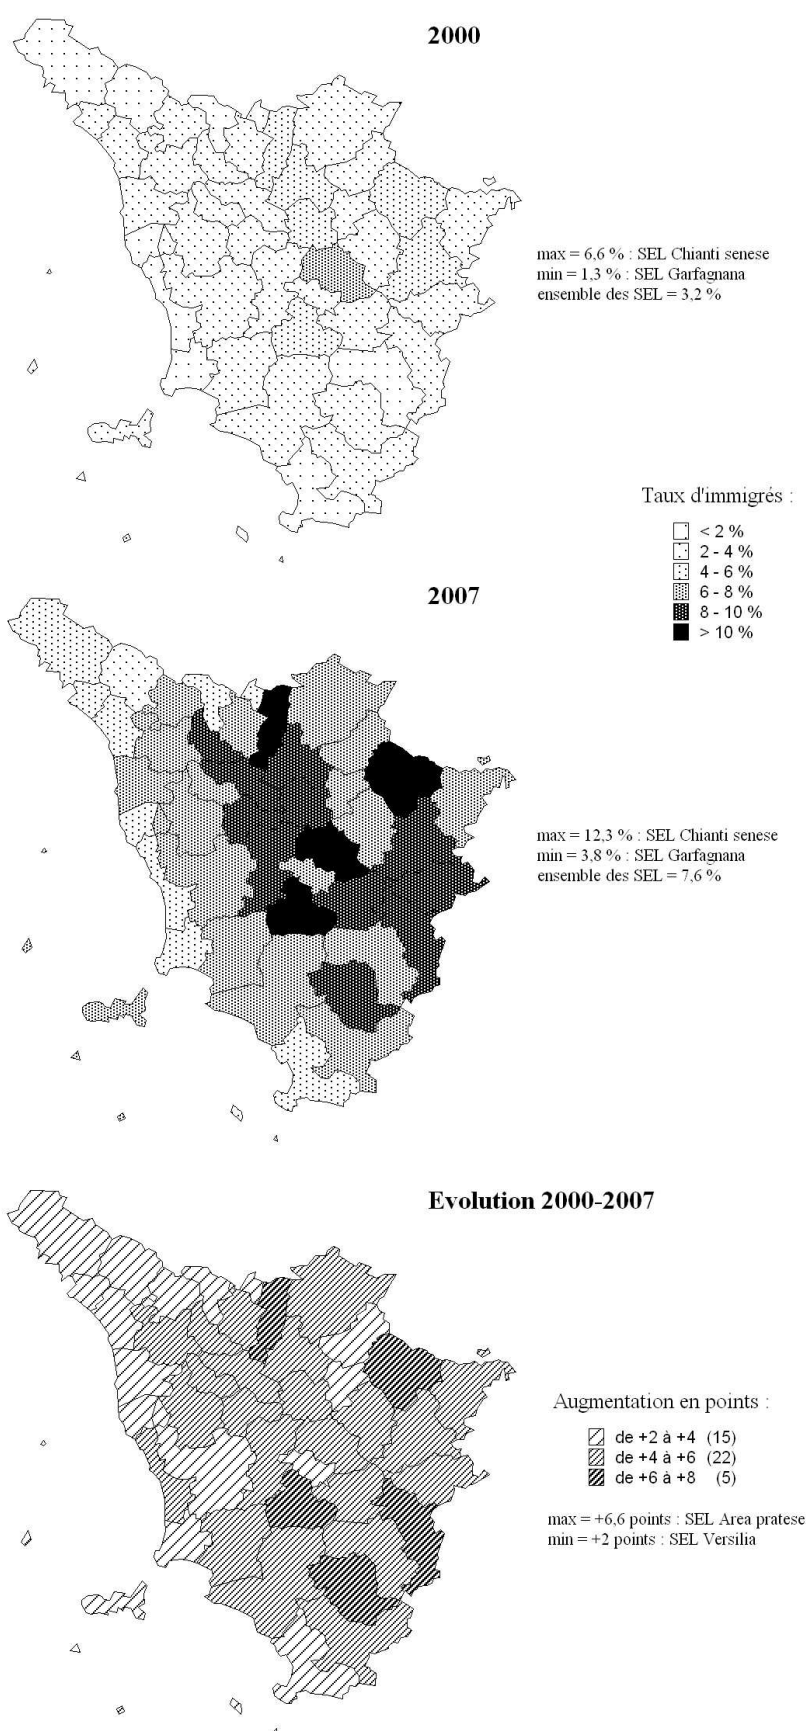 2000
max = 6,6 % : SEL Chianti senese
min = 1,3 % : SEL Garfagnana
ensemble des SEL = 3,2 %
Taux d'immigrés :
< 2 %
2 - 4 %
4 - 6 %
6 - 8 %
8 - 10 %
> 10 %
2007
max = 12,3 % : SEL Chianti senese
min = 3,8 % : SEL Garfagnana
ensemble des SEL = 7,6 %
Evolution 2000-2007
Augmentation en points :
de +2 à +4 (15)
de +4 à +6 (22)
de +6 à +8 (5)
max = +6,6 points : SEL Area pratese
min = +2 points : SEL Versilia